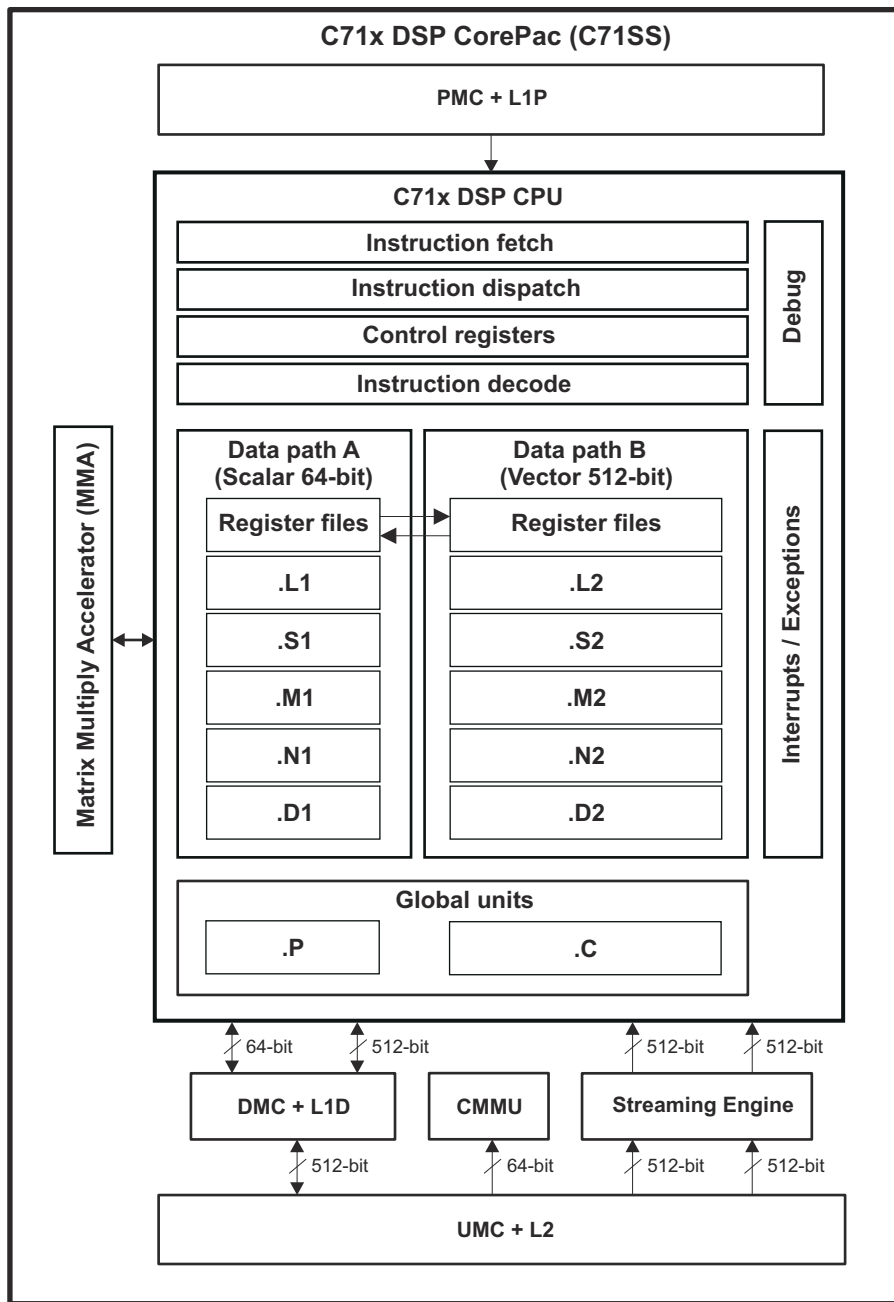 C71x DSP CorePac (C71SS)
PMC + L1P
C71x DSP CPU
Instruction fetch
Instruction dispatch
Control registers
Instruction decode
Debug
Matrix Multiply Accelerator (MMA)
Data path A
(Scalar 64-bit)
Register files
.L1
.S1
.M1
.N1
.D1
Data path B
(Vector 512-bit)
Register files
.L2
.S2
.M2
.N2
.D2
Interrupts / Exceptions
Global units
.P
.C
64-bit
512-bit
512-bit
512-bit
DMC + L1D
CMMU
Streaming Engine
512-bit
64-bit
512-bit
512-bit
UMC + L2